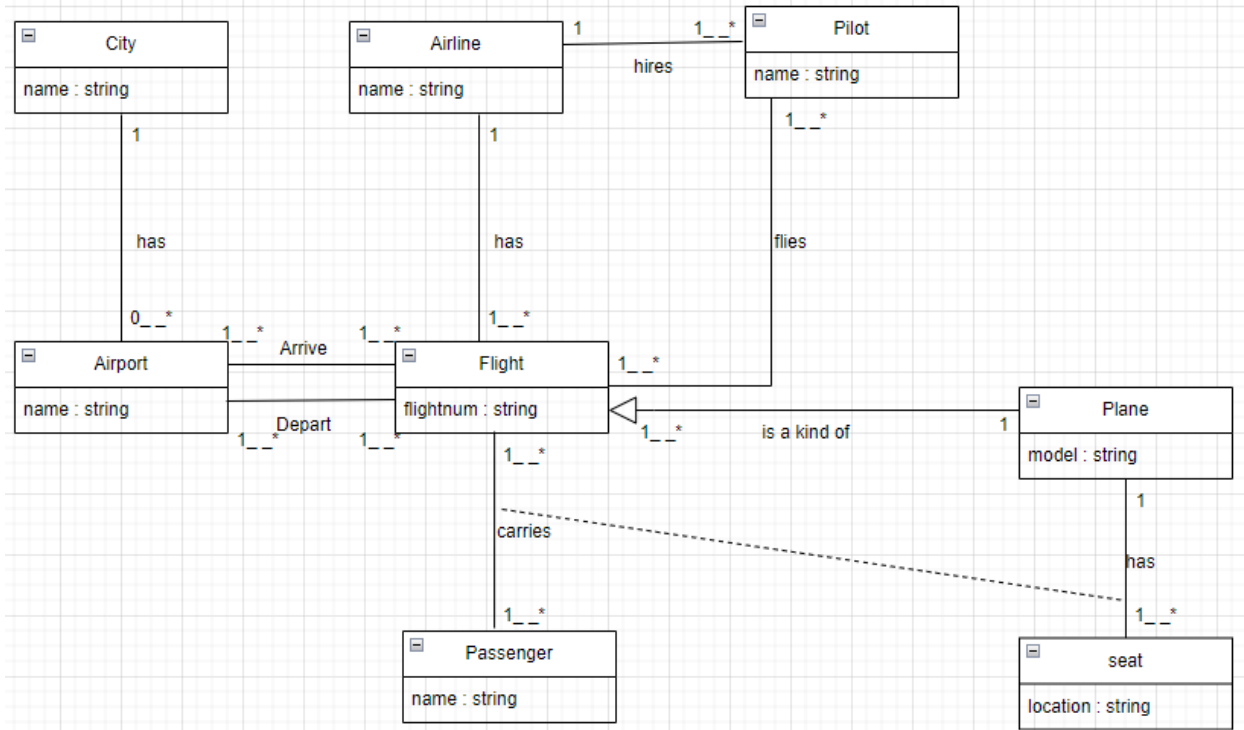 City
name : string
Airline
name : string
1
1_ _*
hires
Pilot
name : string
1
1
1_ _*
has
has
flies
0_ _*
1_ _*
1_ _*
1_ _*
Arrive
Airport
name : string
Depart
1_ _*
1_ _*
Flight
flightnum : string
1_ _*
1_ _*
is a kind of
1
Plane
model : string
1_ _*
carries
1_ _*
1
has
1_ _*
Passenger
name : string
seat
location : string